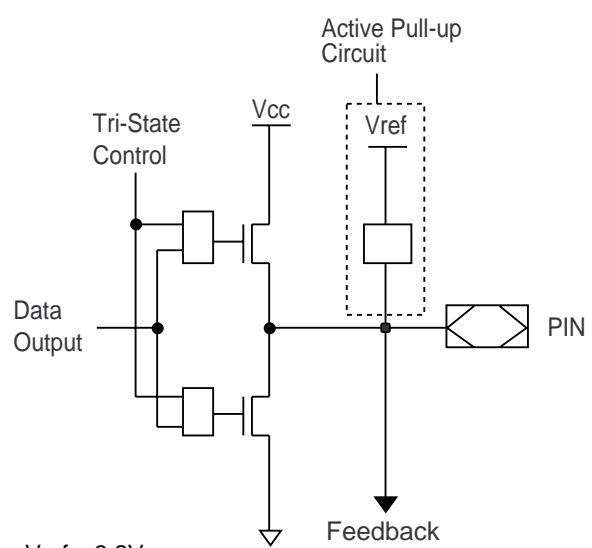 Active Pull-up
Circuit
Vcc
Vref
Tri-State
Control
Data
Output
PIN
Feedback